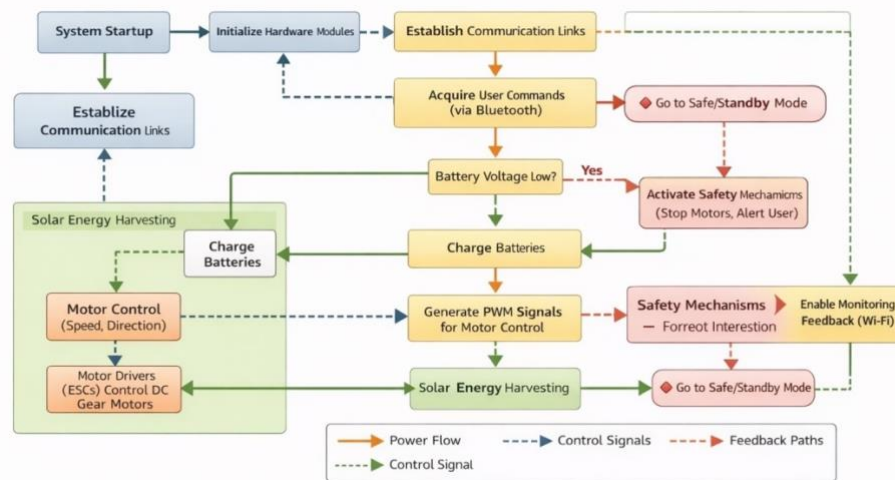 System Startup
Initialize Hardware Modules
Establish Communication Links
Establize
Communication Links
Acquire User Commands
(via Bluetooth)
Go to Safe/Standby Mode
Battery Voltage Low?
Yes
Activate Safety Mechamicms
(Stop Motors, Alert User)
Solar Energy Harvesting
Charge
Batteries
Charge Batteries
Motor Control
(Speed, Direction)
Generate PWM Signals
for Motor Control
Safety Mechanisms
— Forreot Interestion
Enable Monitoring
Feedback (Wi-Fi)
Motor Drivers
(ESCs) Control DC
Gear Motors
Solar Energy Harvesting
Go to Safe/Standby Mode
Power Flow
Control Signals
Feedback Paths
Control Signal